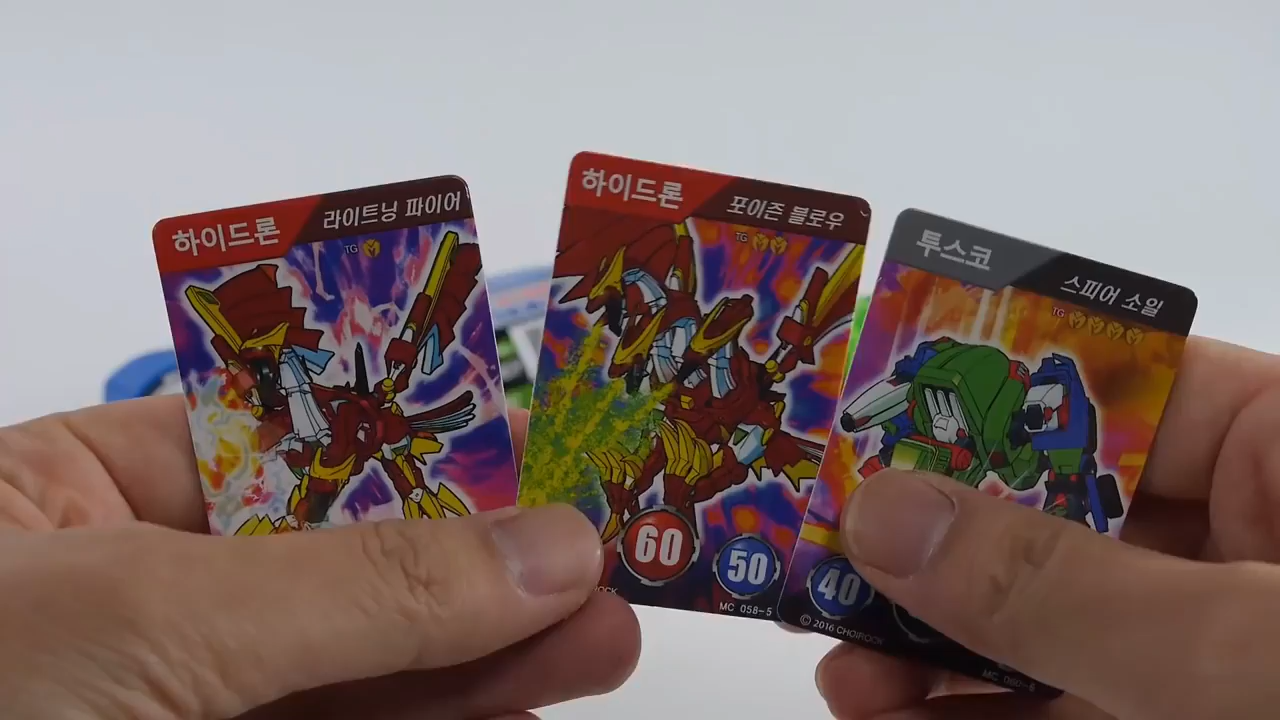 하이드론
라이트닝 파이어
TG
하이드론
포이즌 블로우
TG
60
50
MC 058-5
투스코
스피어 소일
TG
40
© 2016 CHOIROCK